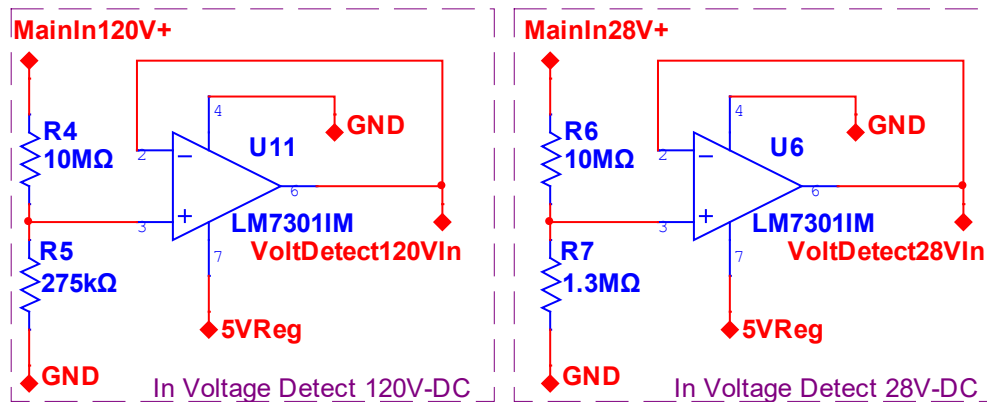 MainIn120V+
4
GND
R4
10MΩ
2
U11
6
3
LM7301IM
VoltDetect120VIn
R5
275kΩ
7
5VReg
GND
In Voltage Detect 120V-DC
MainIn28V+
4
GND
R6
10MΩ
2
U6
6
3
LM7301IM
VoltDetect28VIn
R7
1.3MΩ
7
5VReg
GND
In Voltage Detect 28V-DC